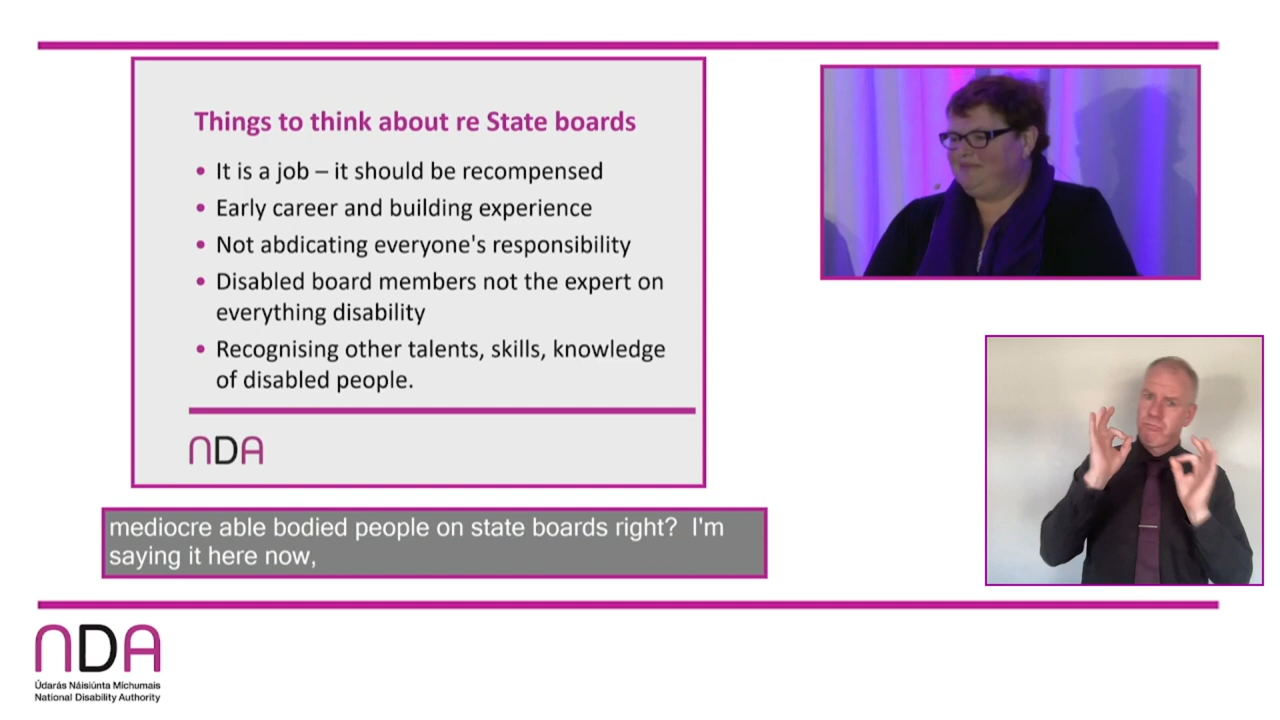 Things to think about re State boards
• It is a job – it should be recompensed
• Early career and building experience
• Not abdicating everyone's responsibility
• Disabled board members not the expert on
everything disability
• Recognising other talents, skills, knowledge
of disabled people.
NDA
mediocre able bodied people on state boards right?  I'm
saying it here now,
NDA
Údarás Náisiúnta Míchumais
National Disability Authority